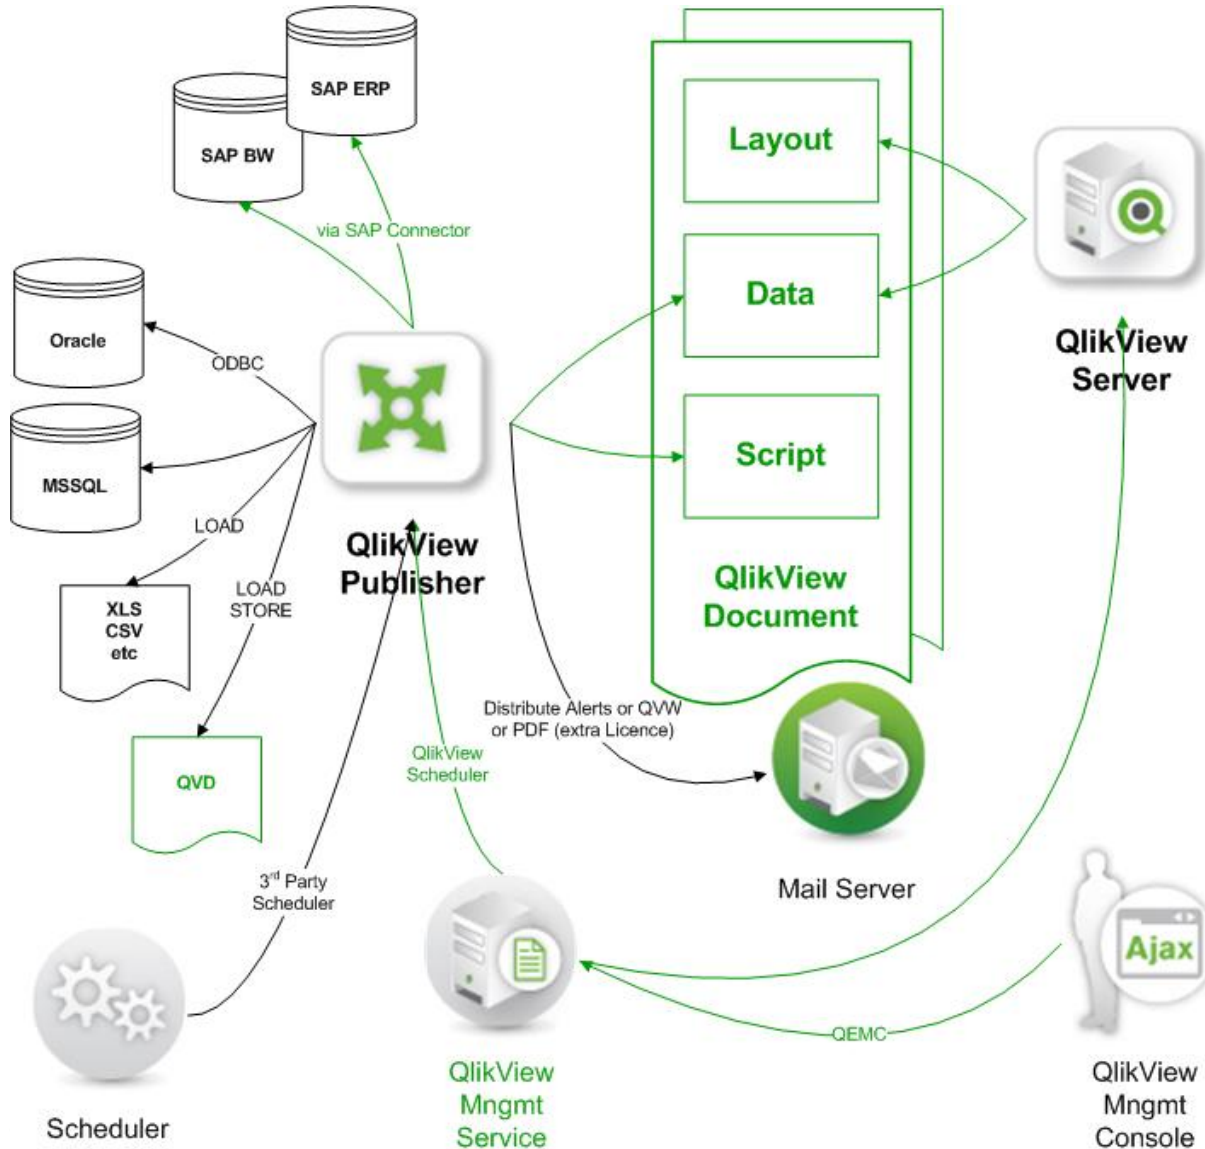 SAP ERP
SAP BW
via SAP Connector
Layout
Data
Script
QlikView
Document
QlikView
Server
Oracle
ODBC
MSSQL
LOAD
LOAD
STORE
XLS
CSV
etc
QVD
QlikView
Publisher
Distribute Alerts or QVW
or PDF (extra Licence)
QlikView
Scheduler
3rd Party
Scheduler
Mail Server
Ajax
QEMC
Scheduler
QlikView
Mngmt
Service
QlikView
Mngmt
Console